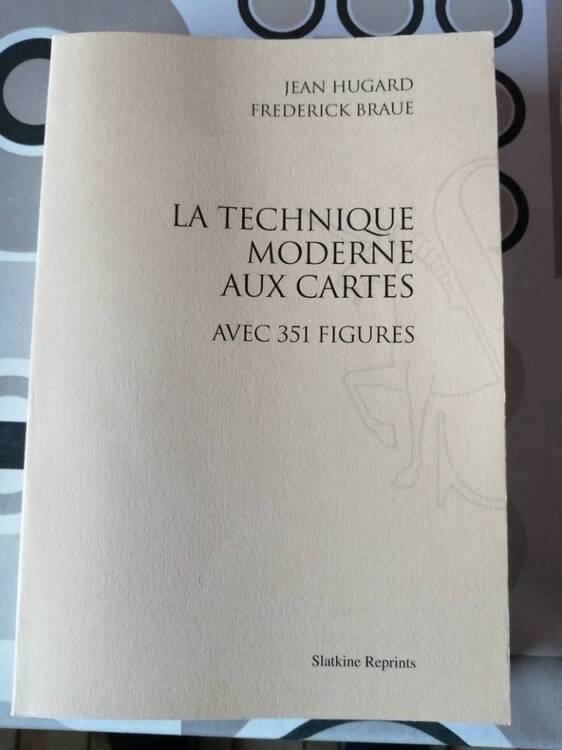 JEAN HUGARD
FREDERICK BRAUE
LA TECHNIQUE
MODERNE
AUX CARTES
AVEC 351 FIGURES
Slatkine Reprints